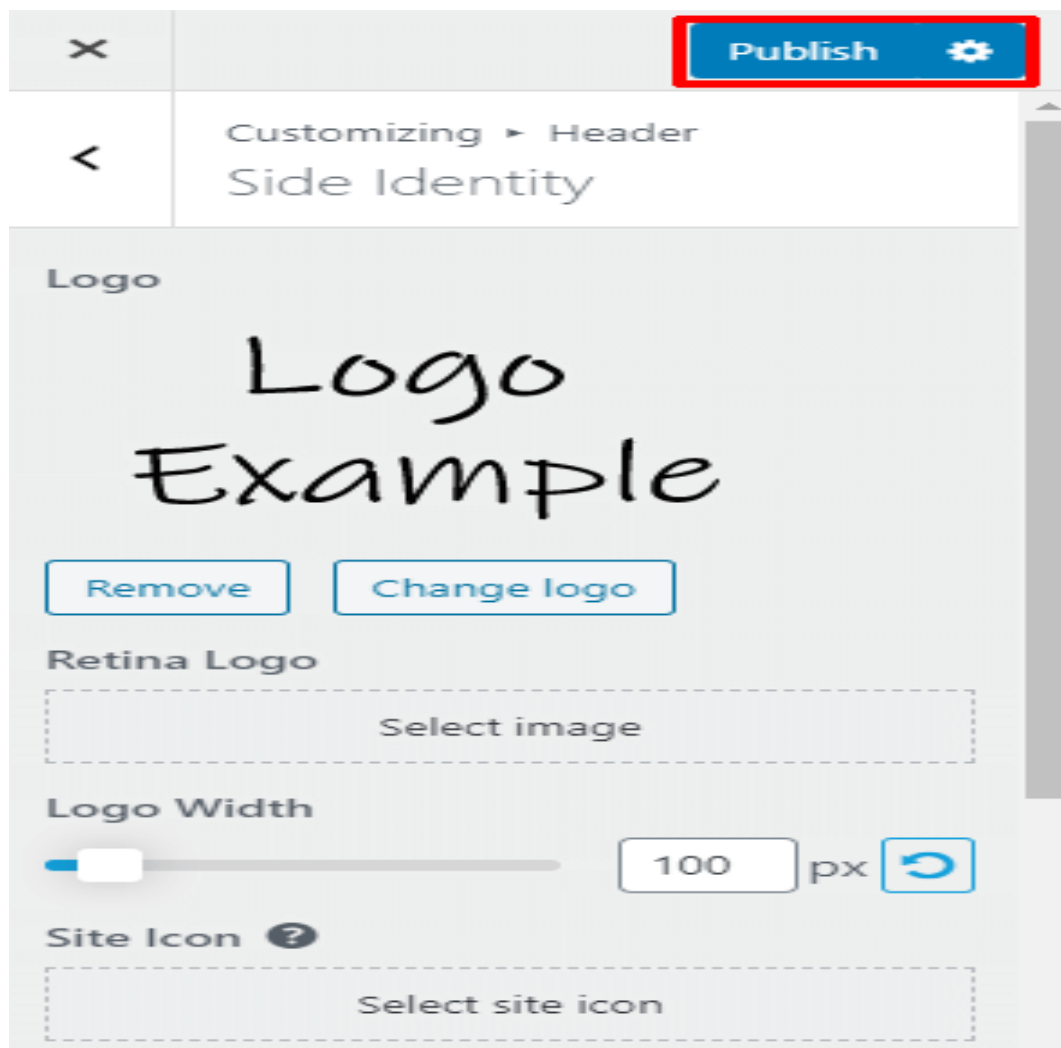 Publish
Customizing ▸ Header
Side Identity
Logo
Logo
Example
Remove Change logo
Retina Logo
Select image
Logo Width
100 px
Site Icon ?
Select site icon